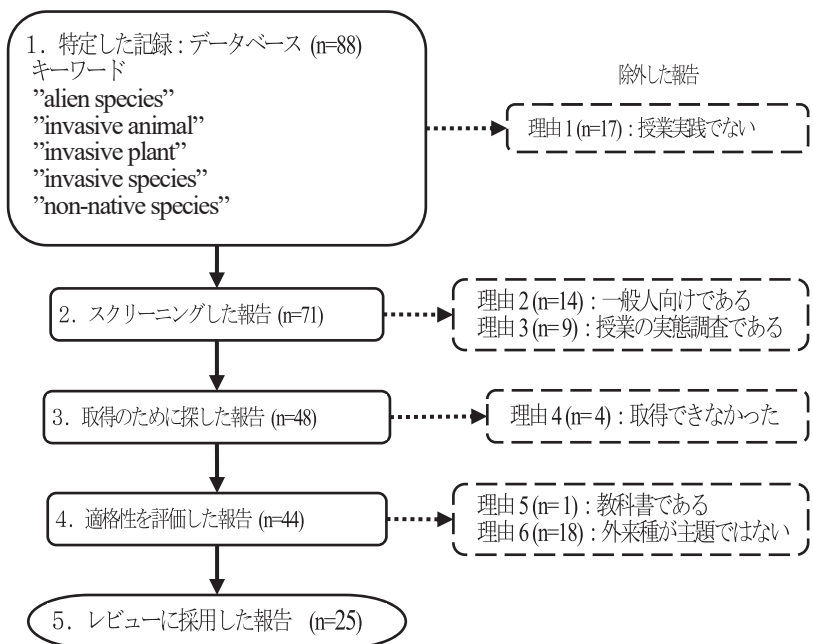 1. 特定した記録：データベース (n=88)
キーワード
”alien species”
”invasive animal”
”invasive plant”
”invasive species”
”non-native species”
除外した報告
理由1(n=17)：授業実践でない
2. スクリーニングした報告 (n=71)
理由2(n=14)：一般人向けである
理由3(n= 9)：授業の実態調査である
3. 取得のために探した報告(n=48)
理由4(n= 4)：取得できなかった
4. 適格性を評価した報告 (n=44)
理由5(n= 1)：教科書である
理由6(n=18)：外来種が主題ではない
5. レビューに採用した報告 (n=25)